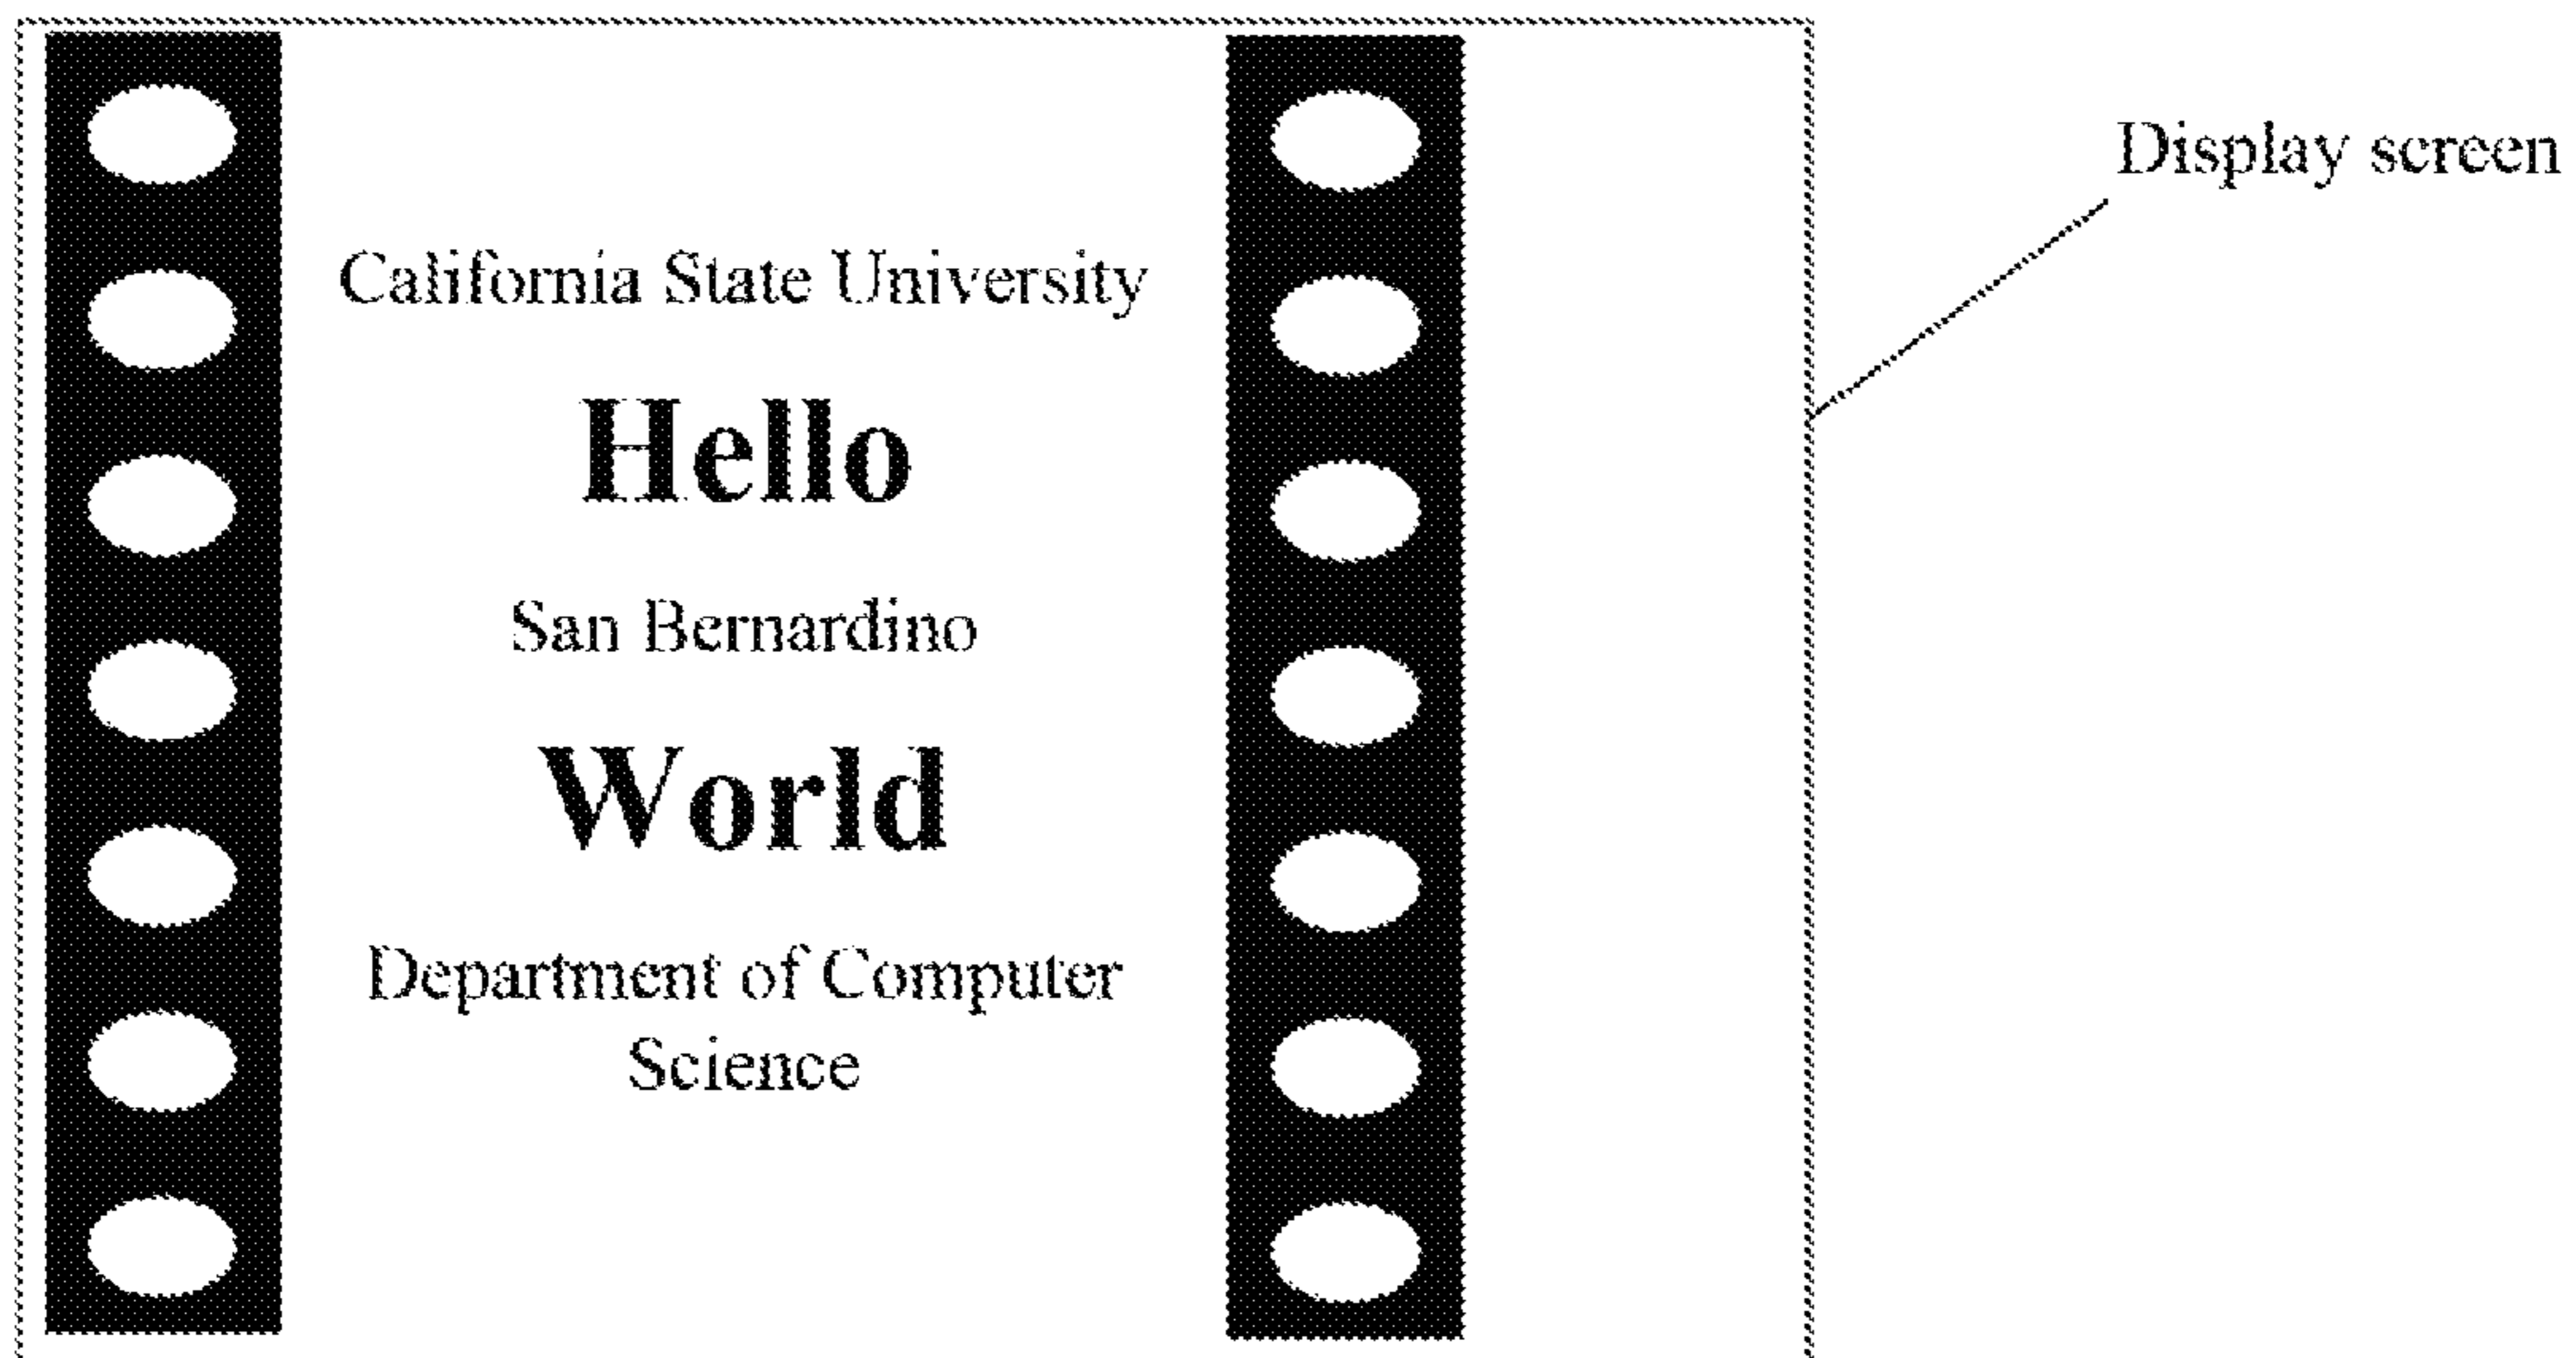 Display screen
California State University
Hello
San Bernardino
World
Department of Computer
Science